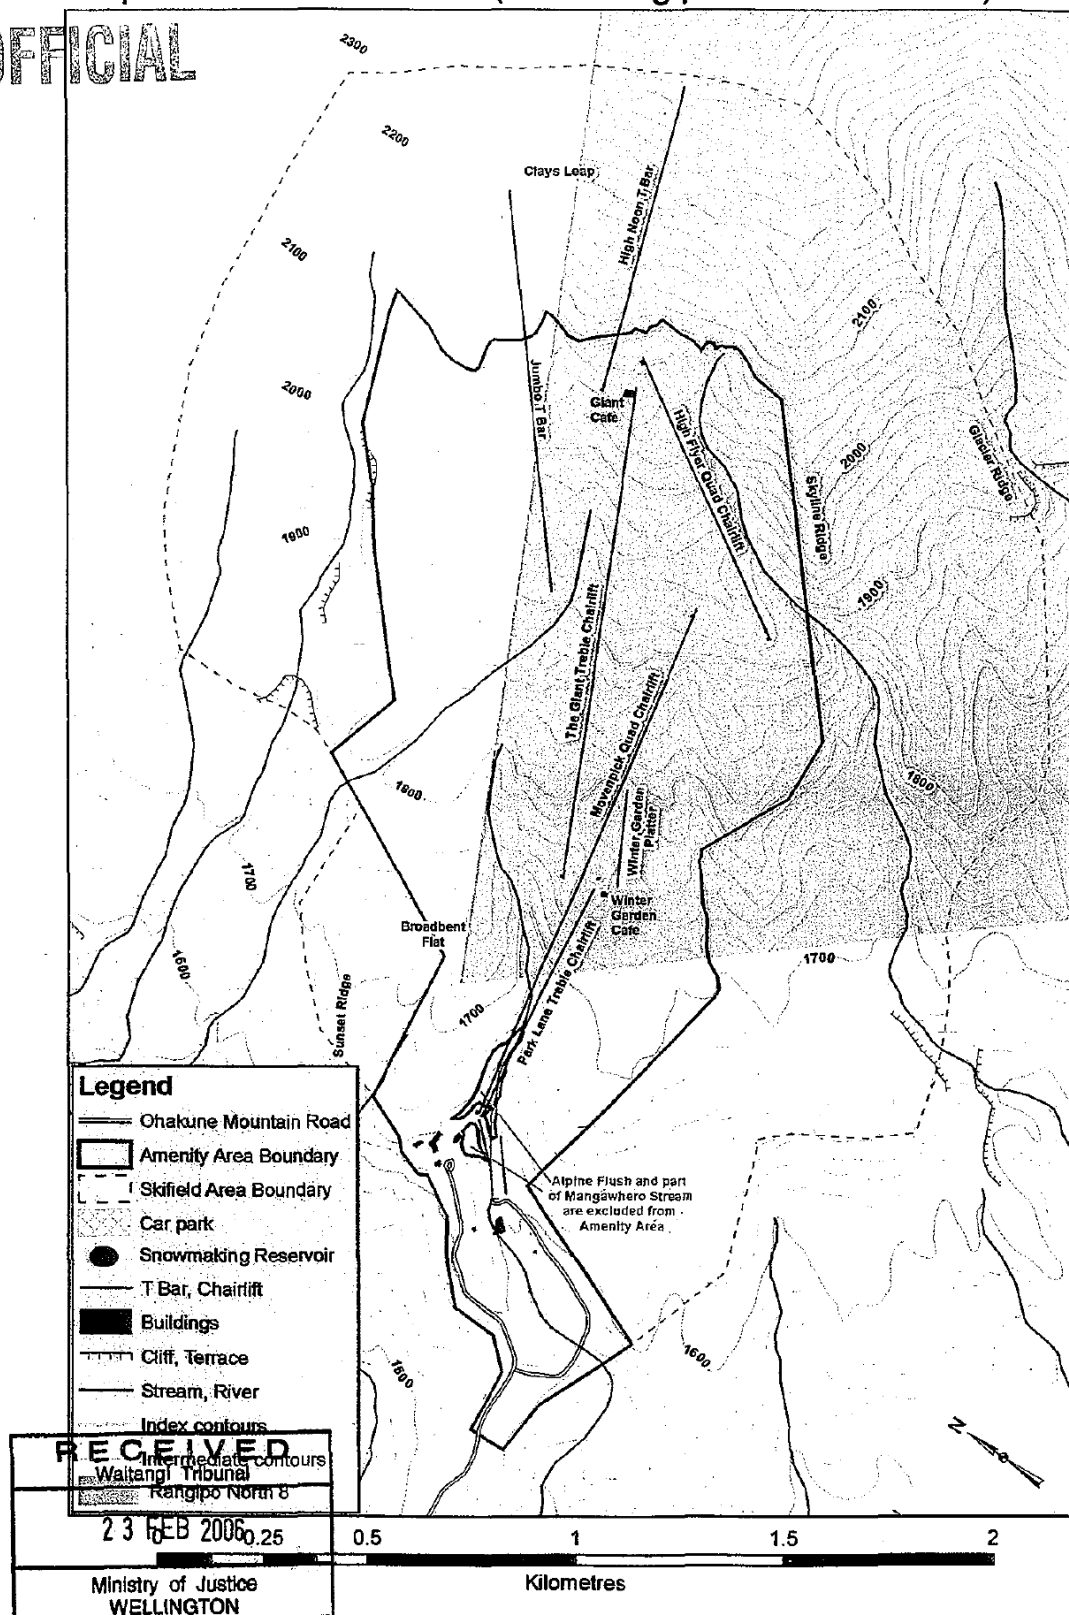 OFFICIAL
2300
2200
Clays Leap
High Noon T Bar
2100
2100
2000
Jumbo T Bar
Giant
Cafe
High Flyer Quad Chairlift
2000
Glacier Ridge
Skyline Ridge
1900
1900
The Giant Treble Chairlift
Movenpick Quad Chairlift
1800
1800
Winter Garden
Platter
1700
Winter
Garden
Cafe
Broadbent
Flat
1600
1700
Sunset Ridge
1700
Park Lane Treble Chairlift
Legend
Ohakune Mountain Road
Amenity Area Boundary
Skifield Area Boundary
Car park
Snowmaking Reservoir
T Bar, Chairlift
Buildings
Cliff, Terrace
Stream, River
Index contours
Intermediate contours
Rangipo North 8
Alpine Flush and part
of Mangawhero Stream
are excluded from
Amenity Area
1600
1600
N
RECEIVED
Waitangi Tribunal
23 FEB 2006
Ministry of Justice
WELLINGTON
0 0.25 0.5 1 1.5 2
Kilometres